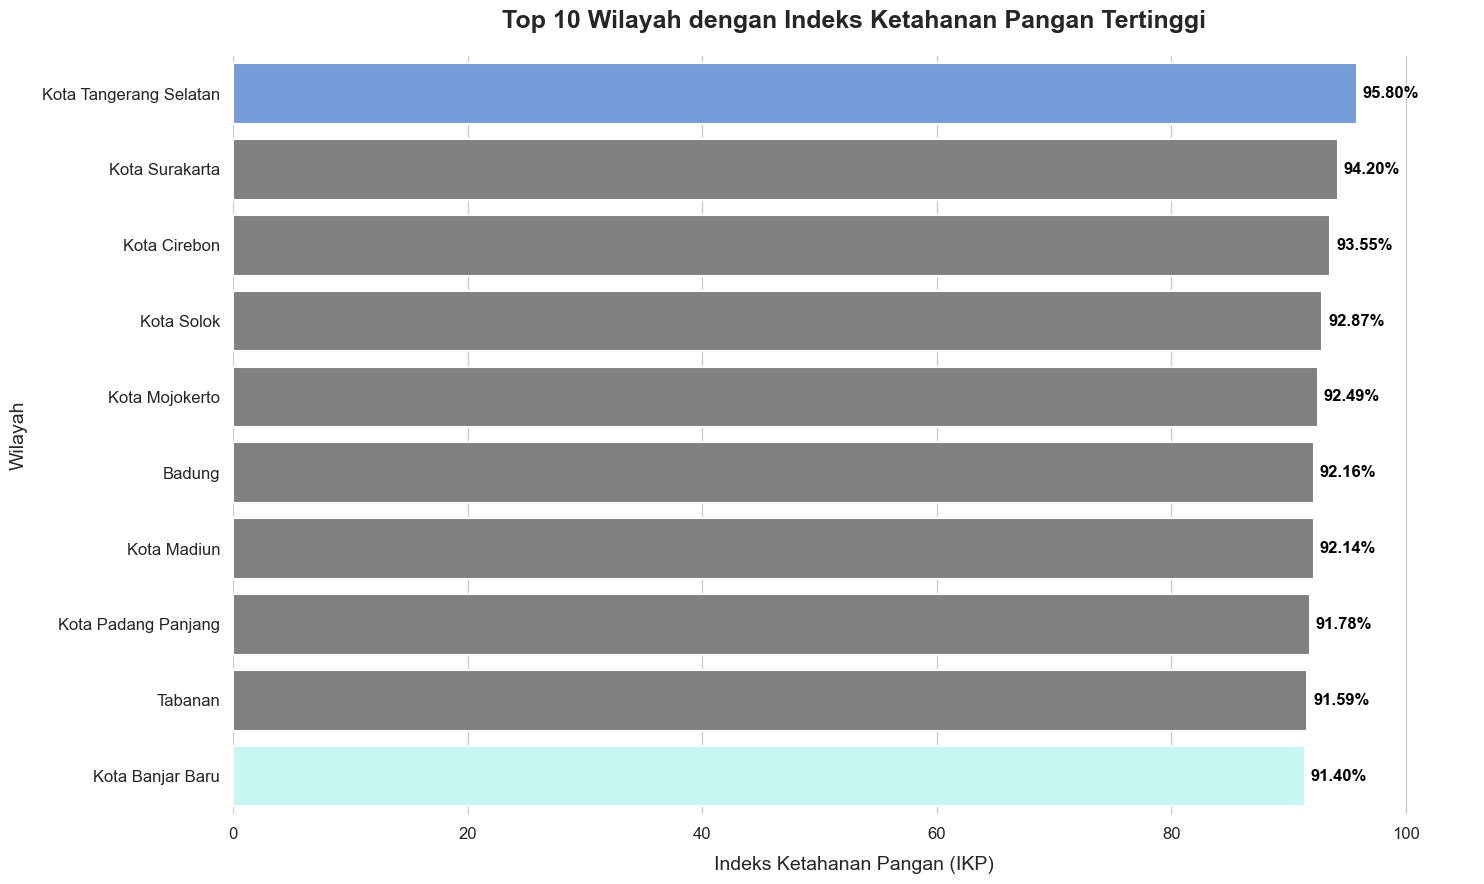 Top 10 Wilayah dengan Indeks Ketahanan Pangan Tertinggi
Wilayah
Kota Tangerang Selatan 95.80%
Kota Surakarta 94.20%
Kota Cirebon 93.55%
Kota Solok 92.87%
Kota Mojokerto 92.49%
Badung 92.16%
Kota Madiun 92.14%
Kota Padang Panjang 91.78%
Tabanan 91.59%
Kota Banjar Baru 91.40%
0 20 40 60 80 100
Indeks Ketahanan Pangan (IKP)